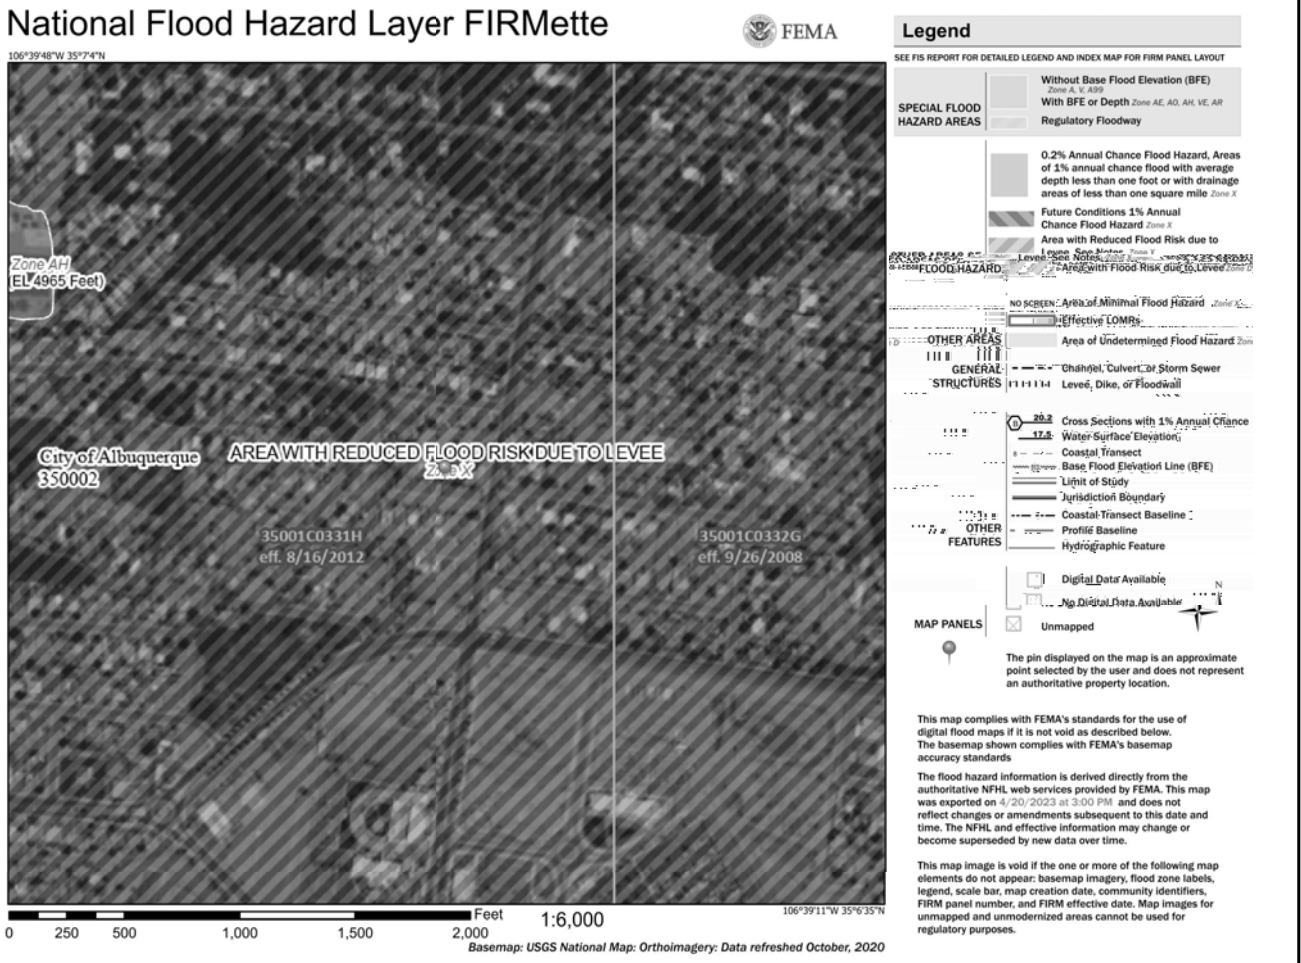 National Flood Hazard Layer FIRMette
FEMA
106°39'48"W 35°7'4"N
Zone AH
(EL 4965 Feet)
City of Albuquerque
350002
AREA WITH REDUCED FLOOD RISK DUE TO LEVEE
Zone X
35001C0331H
eff. 8/16/2012
35001C0332G
eff. 9/26/2008
Feet
1:6,000
106°39'11"W 35°6'35"N
0 250 500 1,000 1,500 2,000
Basemap: USGS National Map: Orthoimagery: Data refreshed October, 2020
Legend
SEE FIS REPORT FOR DETAILED LEGEND AND INDEX MAP FOR FIRM PANEL LAYOUT
SPECIAL FLOOD
HAZARD AREAS
Without Base Flood Elevation (BFE)
Zone A, V, A99
With BFE or Depth Zone AE, AO, AH, VE, AR
Regulatory Floodway
0.2% Annual Chance Flood Hazard, Areas
of 1% annual chance flood with average
depth less than one foot or with drainage
areas of less than one square mile Zone X
Future Conditions 1% Annual
Chance Flood Hazard Zone X
Area with Reduced Flood Risk due to
Levee. See Notes. Zone X
FLOOD HAZARD
Area with Flood Risk due to Levee Zone D
NO SCREEN Area of Minimal Flood Hazard Zone X
Effective LOMRs
OTHER AREAS
Area of Undetermined Flood Hazard Zon
GENERAL
STRUCTURES
Channel, Culvert, or Storm Sewer
Levee, Dike, or Floodwall
20.2 Cross Sections with 1% Annual Chance
17.5 Water Surface Elevation
Coastal Transect
Base Flood Elevation Line (BFE)
Limit of Study
Jurisdiction Boundary
Coastal Transect Baseline
OTHER
FEATURES
Profile Baseline
Hydrographic Feature
Digital Data Available
No Digital Data Available
N
MAP PANELS
Unmapped
The pin displayed on the map is an approximate
point selected by the user and does not represent
an authoritative property location.
This map complies with FEMA's standards for the use of
digital flood maps if it is not void as described below.
The basemap shown complies with FEMA's basemap
accuracy standards
The flood hazard information is derived directly from the
authoritative NFHL web services provided by FEMA. This map
was exported on 4/20/2023 at 3:00 PM and does not
reflect changes or amendments subsequent to this date and
time. The NFHL and effective information may change or
become superseded by new data over time.
This map image is void if the one or more of the following map
elements do not appear: basemap imagery, flood zone labels,
legend, scale bar, map creation date, community identifiers,
FIRM panel number, and FIRM effective date. Map images for
unmapped and unmodernized areas cannot be used for
regulatory purposes.